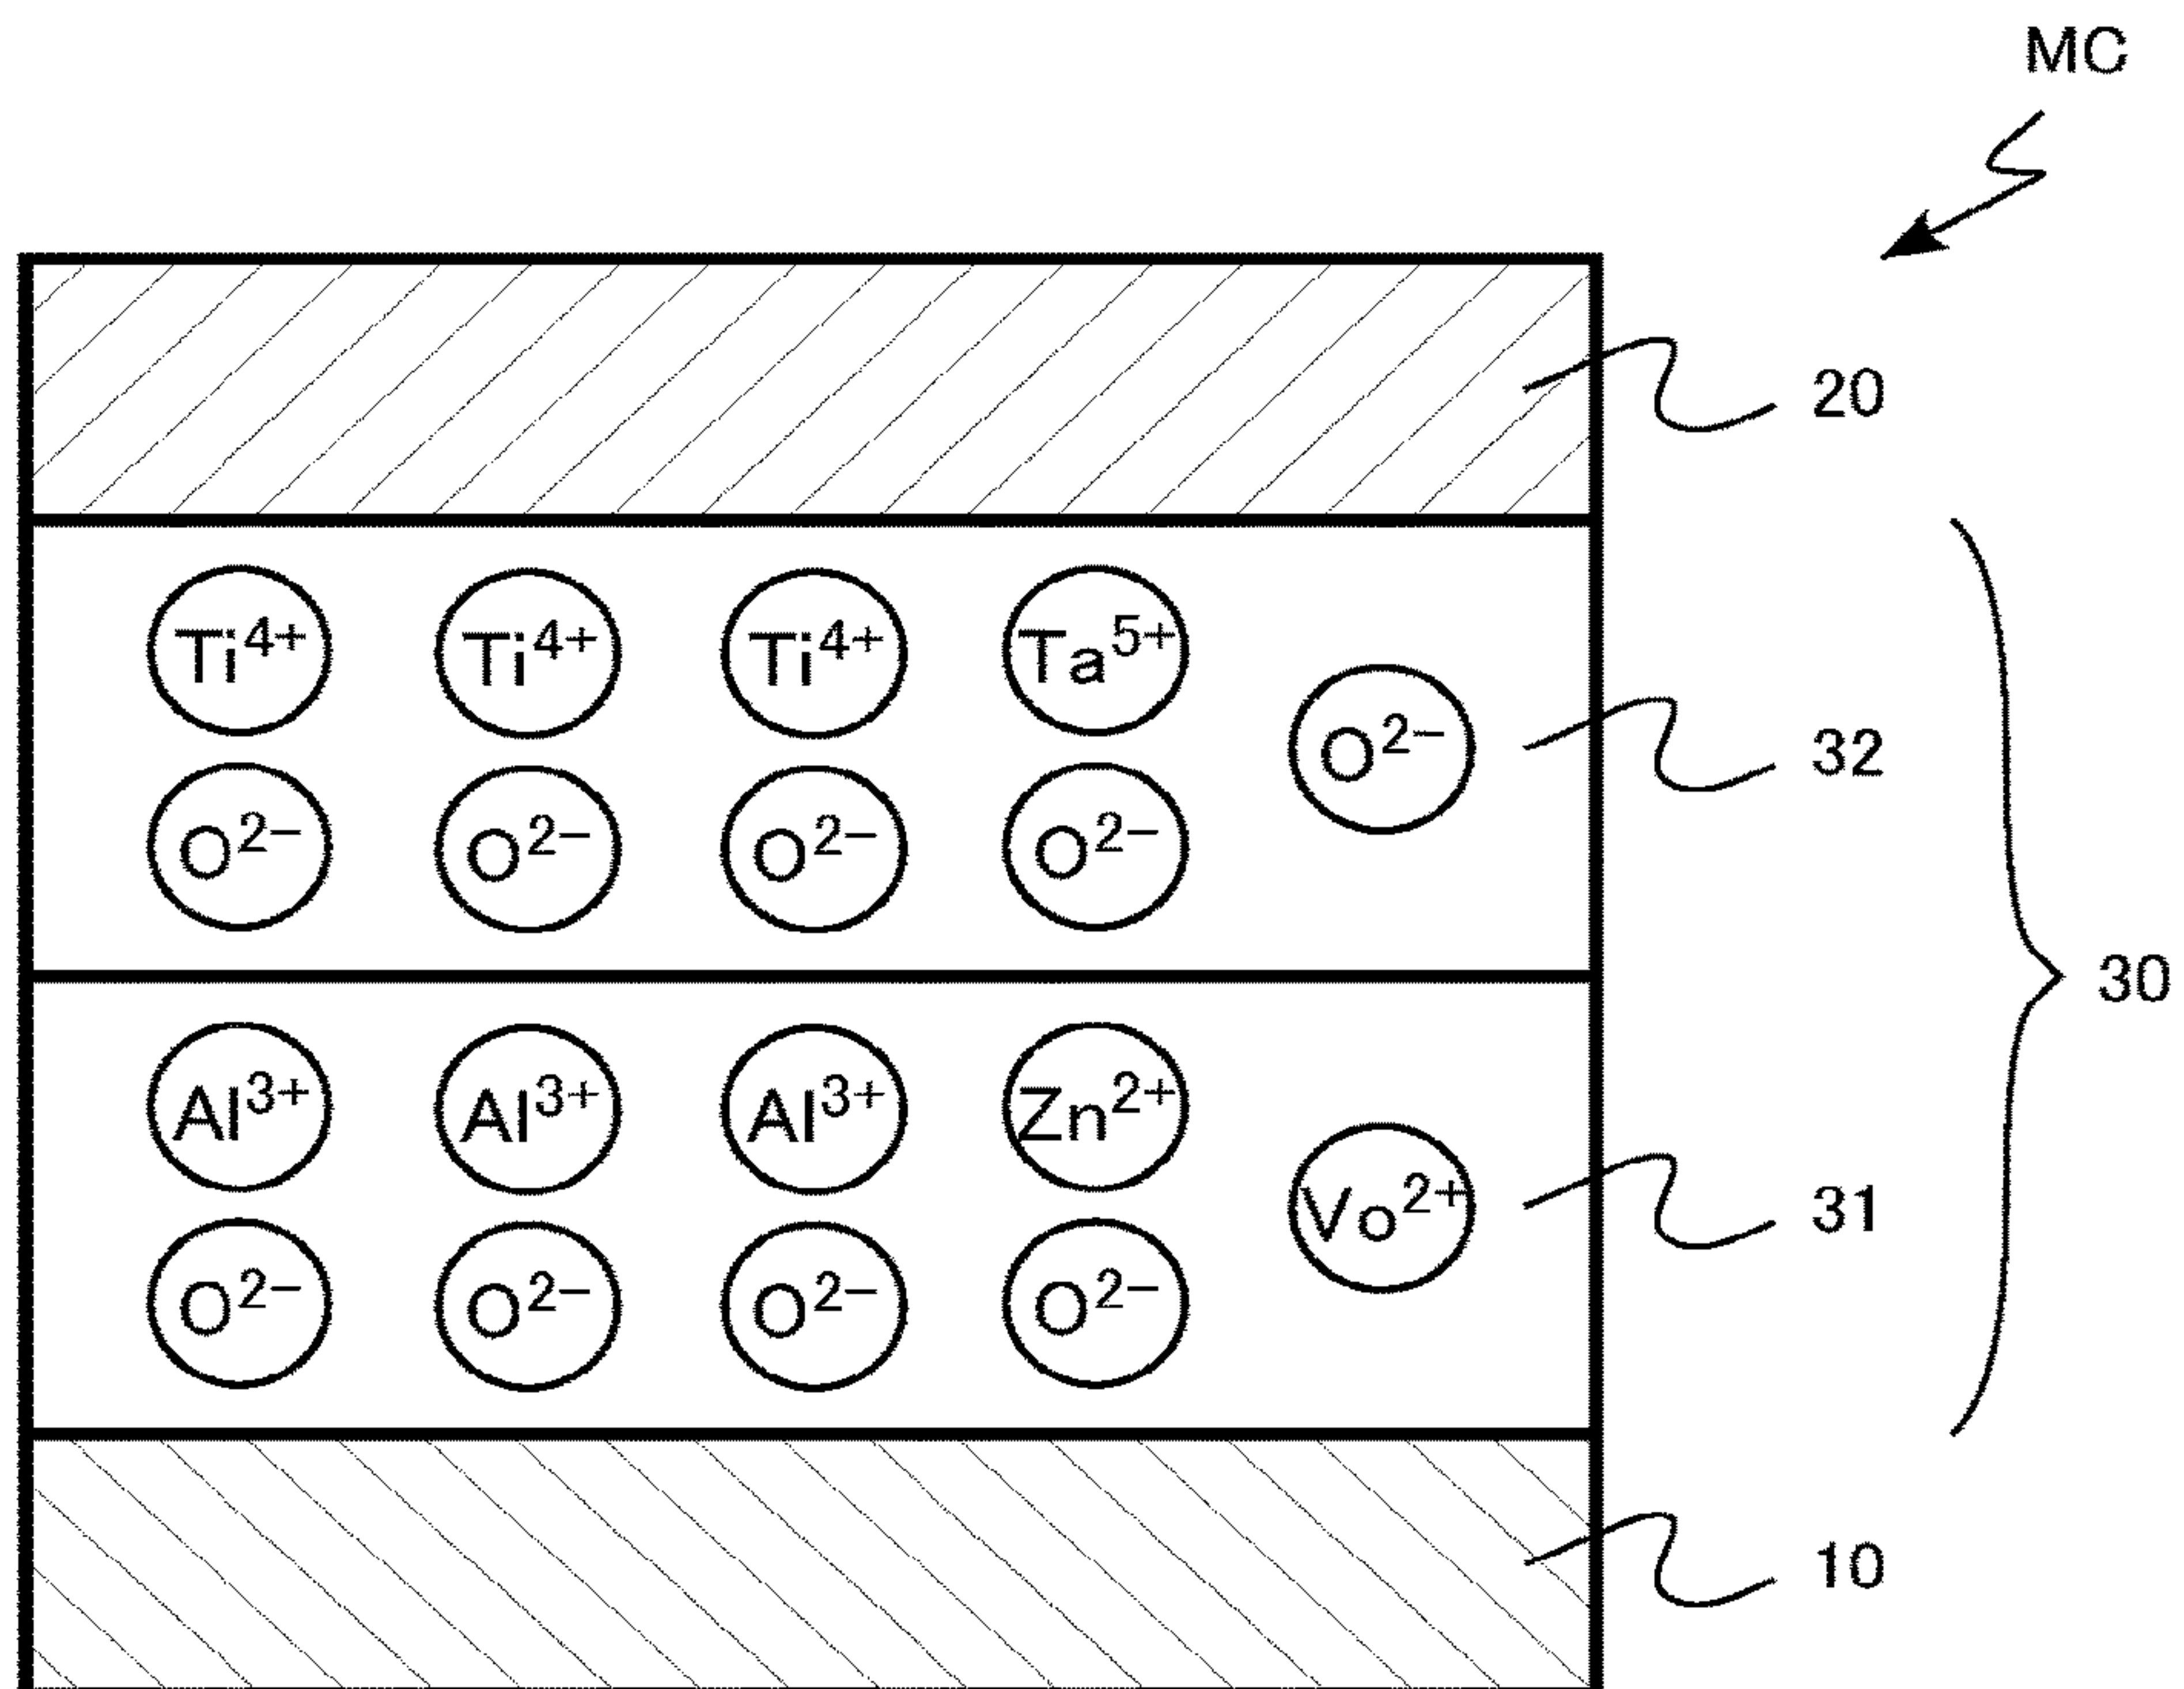 MC
20
Ti⁴⁺ Ti⁴⁺ Ti⁴⁺ Ta⁵⁺
O²⁻ 32
O²⁻ O²⁻ O²⁻ O²⁻
30
Al³⁺ Al³⁺ Al³⁺ Zn²⁺
Vo²⁺ 31
O²⁻ O²⁻ O²⁻ O²⁻
10